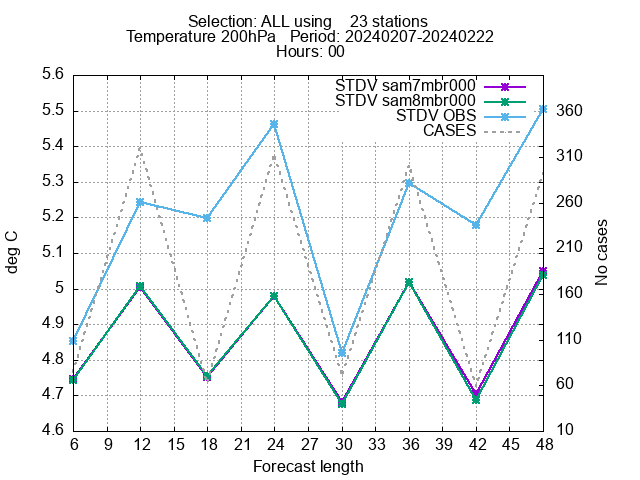 Selection: ALL using    23 stations
Temperature 200hPa   Period: 20240207-20240222
Hours: 00
STDV sam7mbr000
STDV sam8mbr000
STDV OBS
CASES
5.6
5.5
5.4
5.3
5.2
5.1
5
4.9
4.8
4.7
4.6
deg C
360
310
260
210
160
110
60
10
No cases
6 9 12 15 18 21 24 27 30 33 36 39 42 45 48
Forecast length